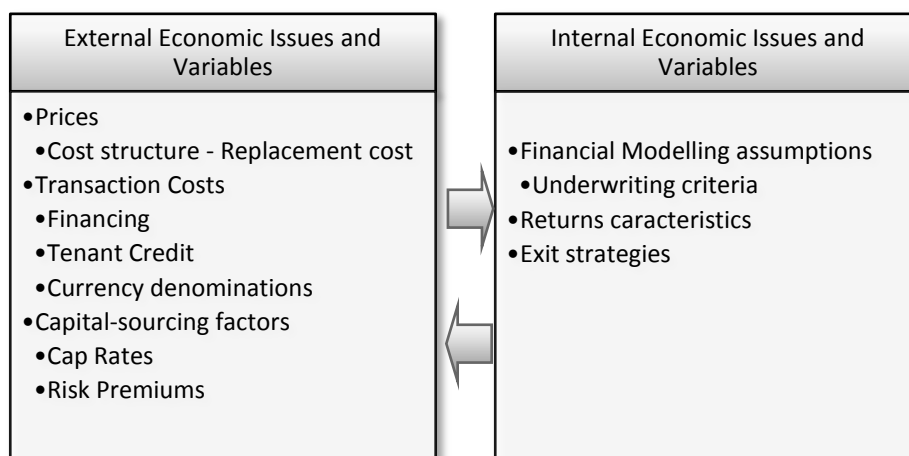 External Economic Issues and
Variables
•Prices
•Cost structure - Replacement cost
•Transaction Costs
•Financing
•Tenant Credit
•Currency denominations
•Capital-sourcing factors
•Cap Rates
•Risk Premiums
Internal Economic Issues and
Variables
•Financial Modelling assumptions
•Underwriting criteria
•Returns caracteristics
•Exit strategies